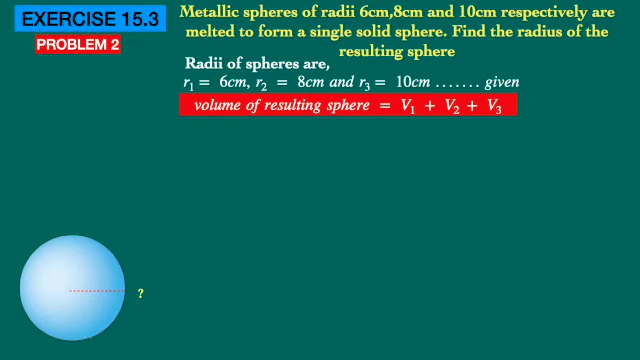 EXERCISE 15.3
PROBLEM 2
Metallic spheres of radii 6cm,8cm and 10cm respectively are
melted to form a single solid sphere. Find the radius of the
resulting sphere
Radii of spheres are,
r₁ = 6cm, r₂ = 8cm and r₃ = 10cm ....... given
volume of resulting sphere = V₁ + V₂ + V₃
?